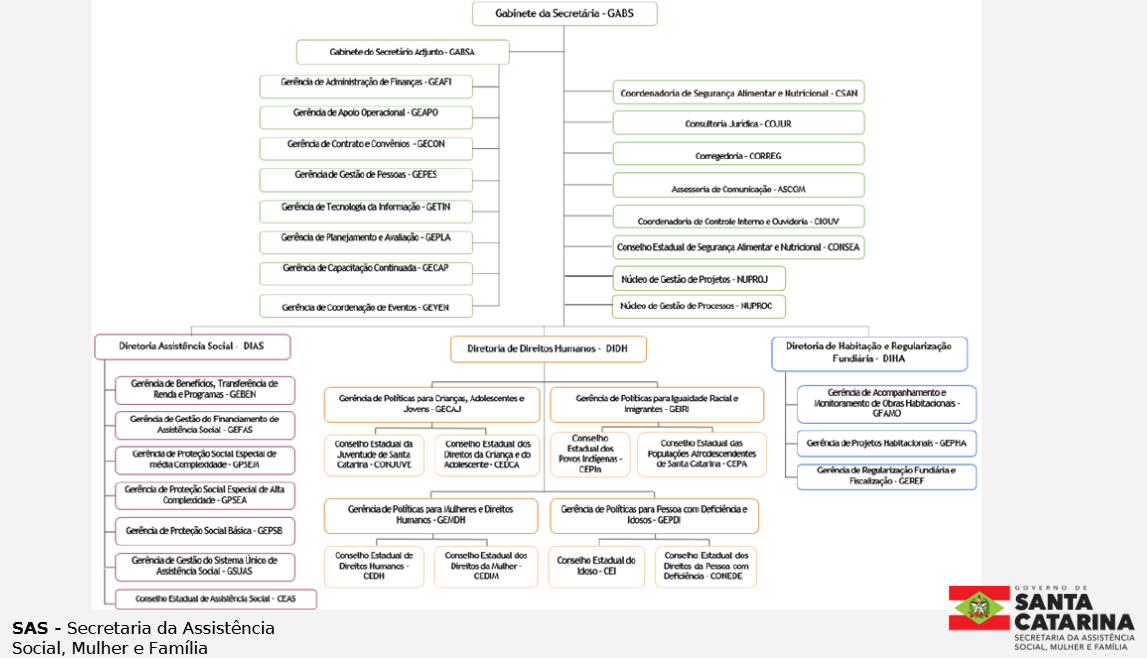 Gabinete da Secretária - GABS
Gabinete do Secretário Adjunto - GABSA
Gerência de Administração de Finanças - GEAFI
Gerência de Apoio Operacional - GEAPO
Gerência de Contrato e Convênios - GECON
Gerência de Gestão de Pessoas - GEPES
Gerência de Tecnologia da Informação - GETIN
Gerência de Planejamento e Avaliação - GEPLA
Gerência de Capacitação Continuada - GECAP
Gerência de Coordenação de Eventos - GEVEN
Coordenadoria de Segurança Alimentar e Nutricional - CSAN
Consultoria Jurídica - COJUR
Corregedoria - CORREG
Assessoria de Comunicação - ASCOM
Coordenadoria de Controle Interno e Ouvidoria - CIOUV
Conselho Estadual de Segurança Alimentar e Nutricional - CONSEA
Núcleo de Gestão de Projetos - NUPROJ
Núcleo de Gestão de Processos - NUPROC
Diretoria Assistência Social - DIAS
Gerência de Benefícios, Transferência de
Renda e Programas - GEBEN
Gerência de Gestão do Financiamento de
Assistência Social - GEFAS
Gerência de Proteção Social Especial de
média Complexidade - GPSEM
Gerência de Proteção Social Especial de Alta
Complexidade - GPSEA
Gerência de Proteção Social Básica - GEPSB
Gerência de Gestão do Sistema Único de
Assistência Social - GSUAS
Conselho Estadual de Assistência Social - CEAS
Diretoria de Direitos Humanos - DIDH
Gerência de Políticas para Crianças, Adolescentes e
Jovens - GECAJ
Conselho Estadual da
Juventude de Santa
Catarina - CONJUVE
Conselho Estadual dos
Direitos da Criança e do
Adolescente - CEDCA
Gerência de Políticas para Igualdade Racial e
Imigrantes - GEIRI
Conselho
Estadual dos
Povos Indígenas -
CEPIn
Conselho Estadual das
Populações Afrodescendentes
de Santa Catarina - CEPA
Gerência de Políticas para Mulheres e Direitos
Humanos - GEMDH
Conselho Estadual de
Direitos Humanos -
CEDH
Conselho Estadual dos
Direitos da Mulher -
CEDIM
Gerência de Políticas para Pessoa com Deficiência e
Idosos - GEPDI
Conselho Estadual do
Idoso - CEI
Conselho Estadual dos
Direitos da Pessoa com
Deficiência - CONEDE
Diretoria de Habitação e Regularização
Fundiária - DIHA
Gerência de Acompanhamento e
Monitoramento de Obras Habitacionais -
GFAMO
Gerência de Projetos Habitacionais - GEPHA
Gerência de Regularização Fundiária e
Fiscalização - GEREF
SAS - Secretaria da Assistência
Social, Mulher e Família
GOVERNO DE
SANTA
CATARINA
SECRETARIA DA ASSISTÊNCIA
SOCIAL, MULHER E FAMÍLIA